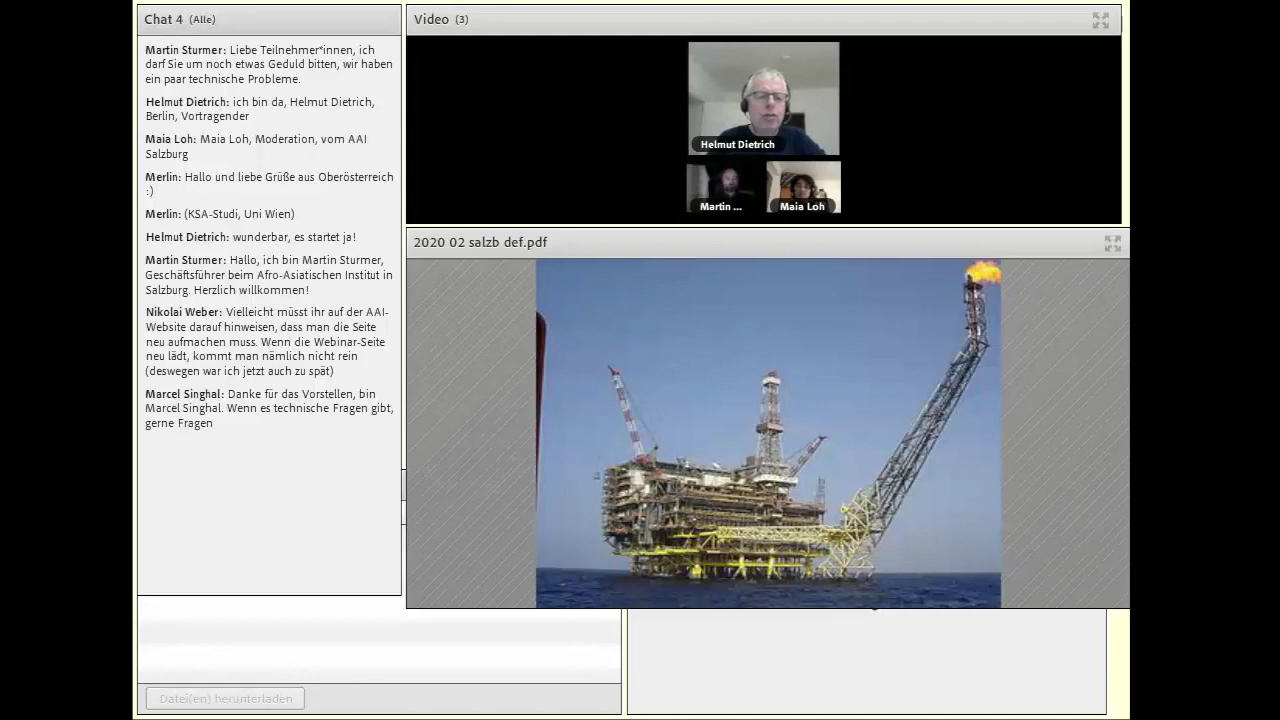 Chat 4 (Alle)
Martin Sturmer: Liebe Teilnehmer*innen, ich
darf Sie um noch etwas Geduld bitten, wir haben
ein paar technische Probleme.
Helmut Dietrich: ich bin da, Helmut Dietrich,
Berlin, Vortragender
Maia Loh: Maia Loh, Moderation, vom AAI
Salzburg
Merlin: Hallo und liebe Grüße aus Oberösterreich
:)
Merlin: (KSA-Studi, Uni Wien)
Helmut Dietrich: wunderbar, es startet ja!
Martin Sturmer: Hallo, ich bin Martin Sturmer,
Geschäftsführer beim Afro-Asiatischen Institut in
Salzburg. Herzlich willkommen!
Nikolai Weber: Vielleicht müsst ihr auf der AAI-
Website darauf hinweisen, dass man die Seite
neu aufmachen muss. Wenn die Webinar-Seite
neu lädt, kommt man nämlich nicht rein
(deswegen war ich jetzt auch zu spät)
Marcel Singhal: Danke für das Vorstellen, bin
Marcel Singhal. Wenn es technische Fragen gibt,
gerne Fragen
Video (3)
Helmut Dietrich
Martin ...
Maia Loh
2020 02 salzb def.pdf
Datei(en) herunterladen